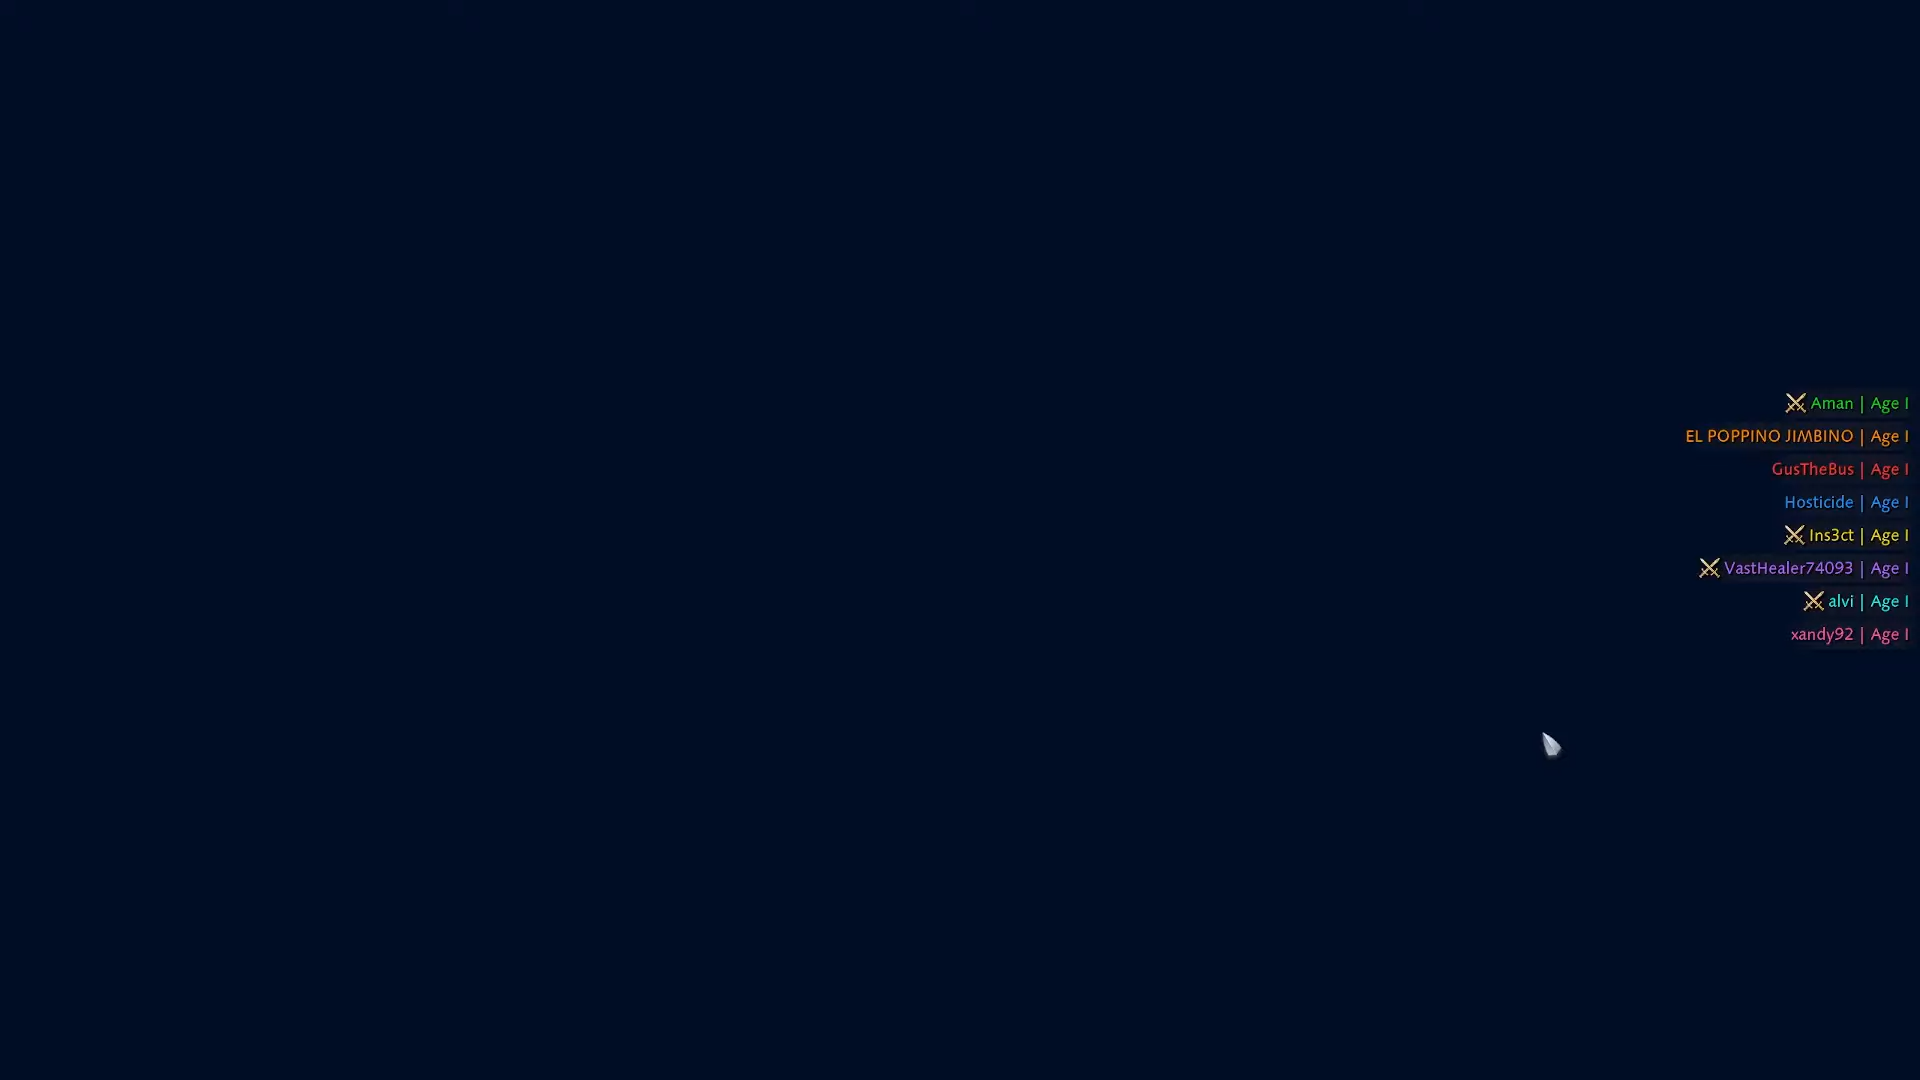 Aman | Age I
EL POPPINO JIMBINO | Age I
GusTheBus | Age I
Hosticide | Age I
Ins3ct | Age I
VastHealer74093 | Age I
alvi | Age I
xandy92 | Age I